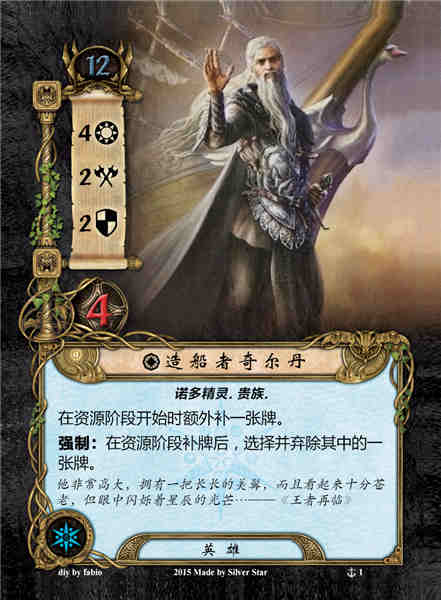 12
4
2
2
4
造船者奇尔丹
诺多精灵. 贵族.
在资源阶段开始时额外补一张牌。
强制：在资源阶段补牌后，选择并弃除其中的一
张牌。
他非常高大，拥有一把长长的美髯，而且看起来十分苍
老，但眼中闪烁着星辰的光芒…——《王者再临》
英雄
diy by fabio 2015 Made by Silver Star 1